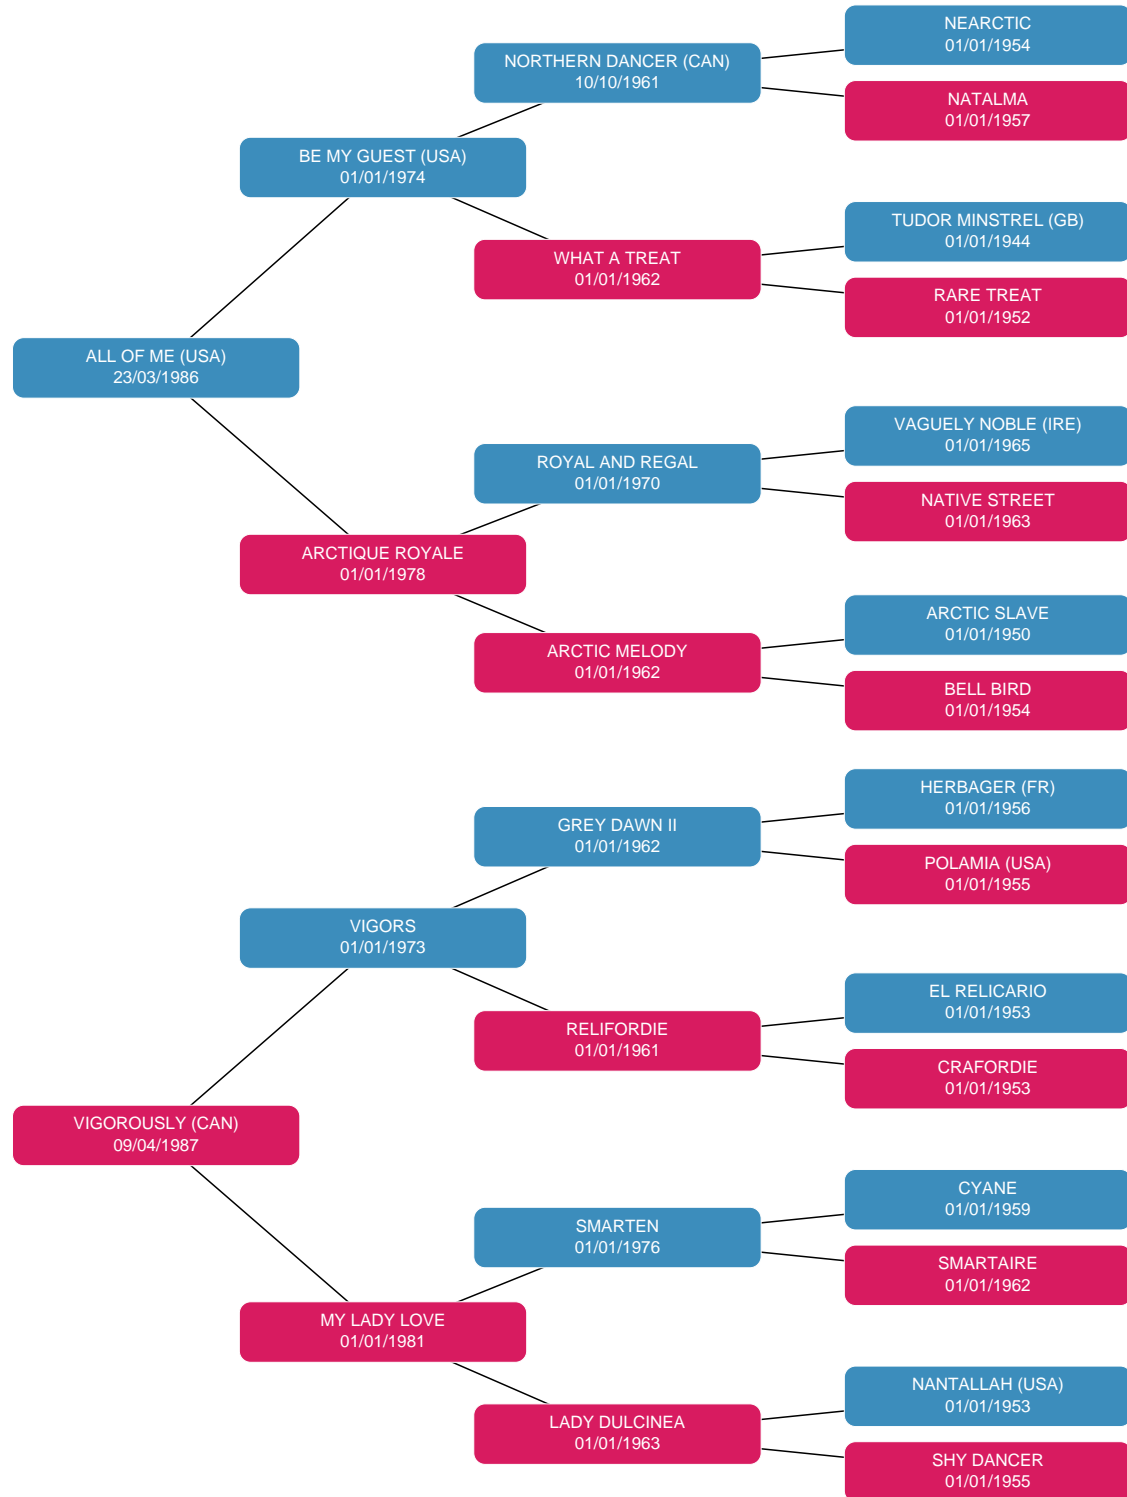 NEARCTIC
01/01/1954
NORTHERN DANCER (CAN)
10/10/1961
NATALMA
01/01/1957
BE MY GUEST (USA)
01/01/1974
TUDOR MINSTREL (GB)
01/01/1944
WHAT A TREAT
01/01/1962
RARE TREAT
01/01/1952
ALL OF ME (USA)
23/03/1986
VAGUELY NOBLE (IRE)
01/01/1965
ROYAL AND REGAL
01/01/1970
NATIVE STREET
01/01/1963
ARCTIQUE ROYALE
01/01/1978
ARCTIC SLAVE
01/01/1950
ARCTIC MELODY
01/01/1962
BELL BIRD
01/01/1954
HERBAGER (FR)
01/01/1956
GREY DAWN II
01/01/1962
POLAMIA (USA)
01/01/1955
VIGORS
01/01/1973
EL RELICARIO
01/01/1953
RELIFORDIE
01/01/1961
CRAFORDIE
01/01/1953
VIGOROUSLY (CAN)
09/04/1987
CYANE
01/01/1959
SMARTEN
01/01/1976
SMARTAIRE
01/01/1962
MY LADY LOVE
01/01/1981
NANTALLAH (USA)
01/01/1953
LADY DULCINEA
01/01/1963
SHY DANCER
01/01/1955